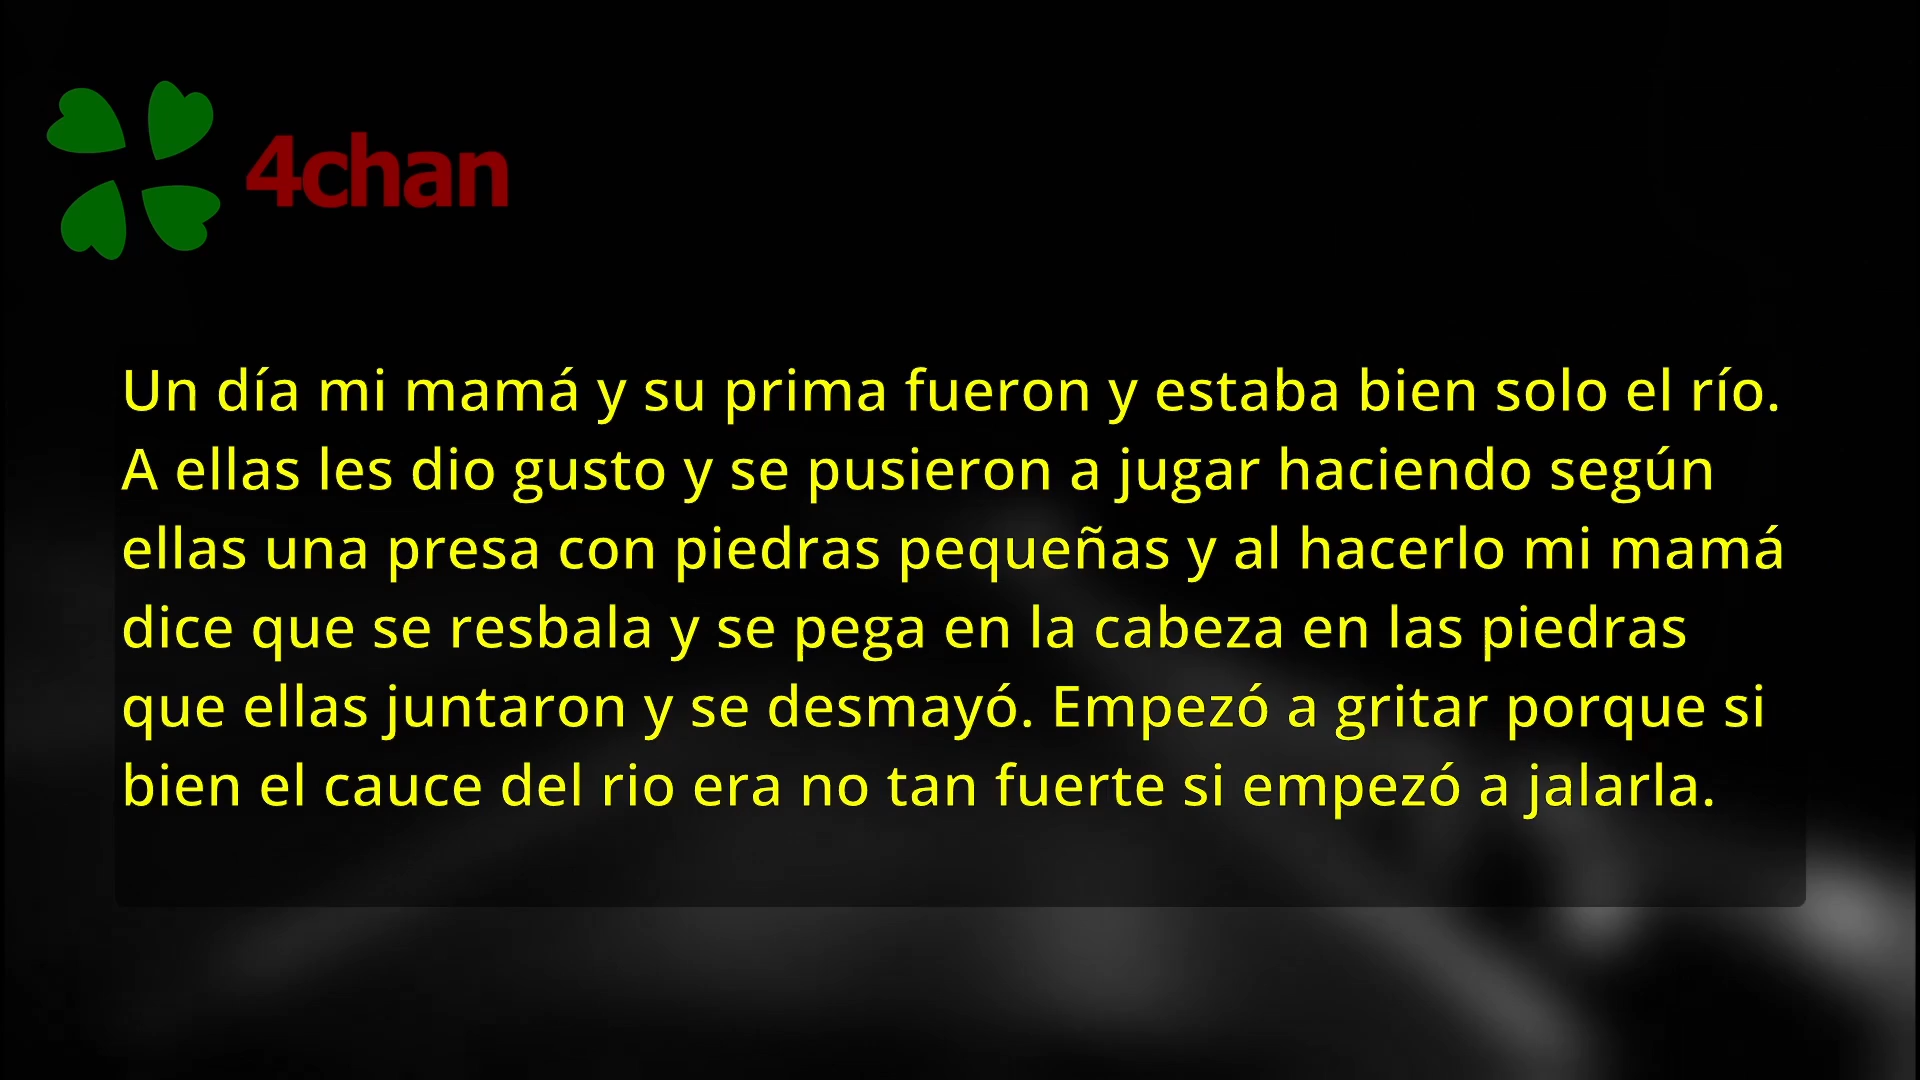 4chan
Un día mi mamá y su prima fueron y estaba bien solo el río.
A ellas les dio gusto y se pusieron a jugar haciendo según
ellas una presa con piedras pequeñas y al hacerlo mi mamá
dice que se resbala y se pega en la cabeza en las piedras
que ellas juntaron y se desmayó. Empezó a gritar porque si
bien el cauce del rio era no tan fuerte si empezó a jalarla.